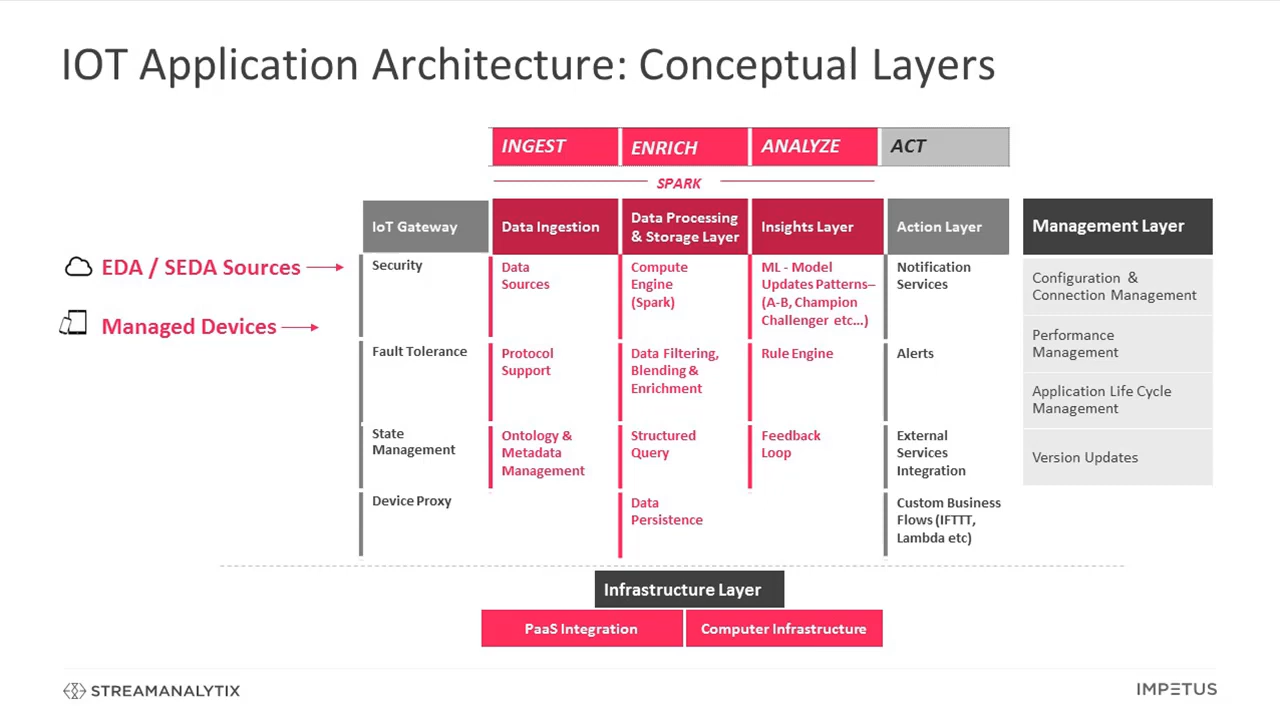 IOT Application Architecture: Conceptual Layers
INGEST
ENRICH
ANALYZE
ACT
SPARK
EDA / SEDA Sources
Managed Devices
IoT Gateway
Security
Fault Tolerance
State
Management
Device Proxy
Data Ingestion
Data
Sources
Protocol
Support
Ontology &
Metadata
Management
Data Processing
& Storage Layer
Compute
Engine
(Spark)
Data Filtering,
Blending &
Enrichment
Structured
Query
Data
Persistence
Insights Layer
ML - Model
Updates Patterns–
(A-B, Champion
Challenger etc…)
Rule Engine
Feedback
Loop
Action Layer
Notification
Services
Alerts
External
Services
Integration
Custom Business
Flows (IFTTT,
Lambda etc)
Management Layer
Configuration &
Connection Management
Performance
Management
Application Life Cycle
Management
Version Updates
Infrastructure Layer
PaaS Integration
Computer Infrastructure
STREAMANALYTIX
IMPETUS